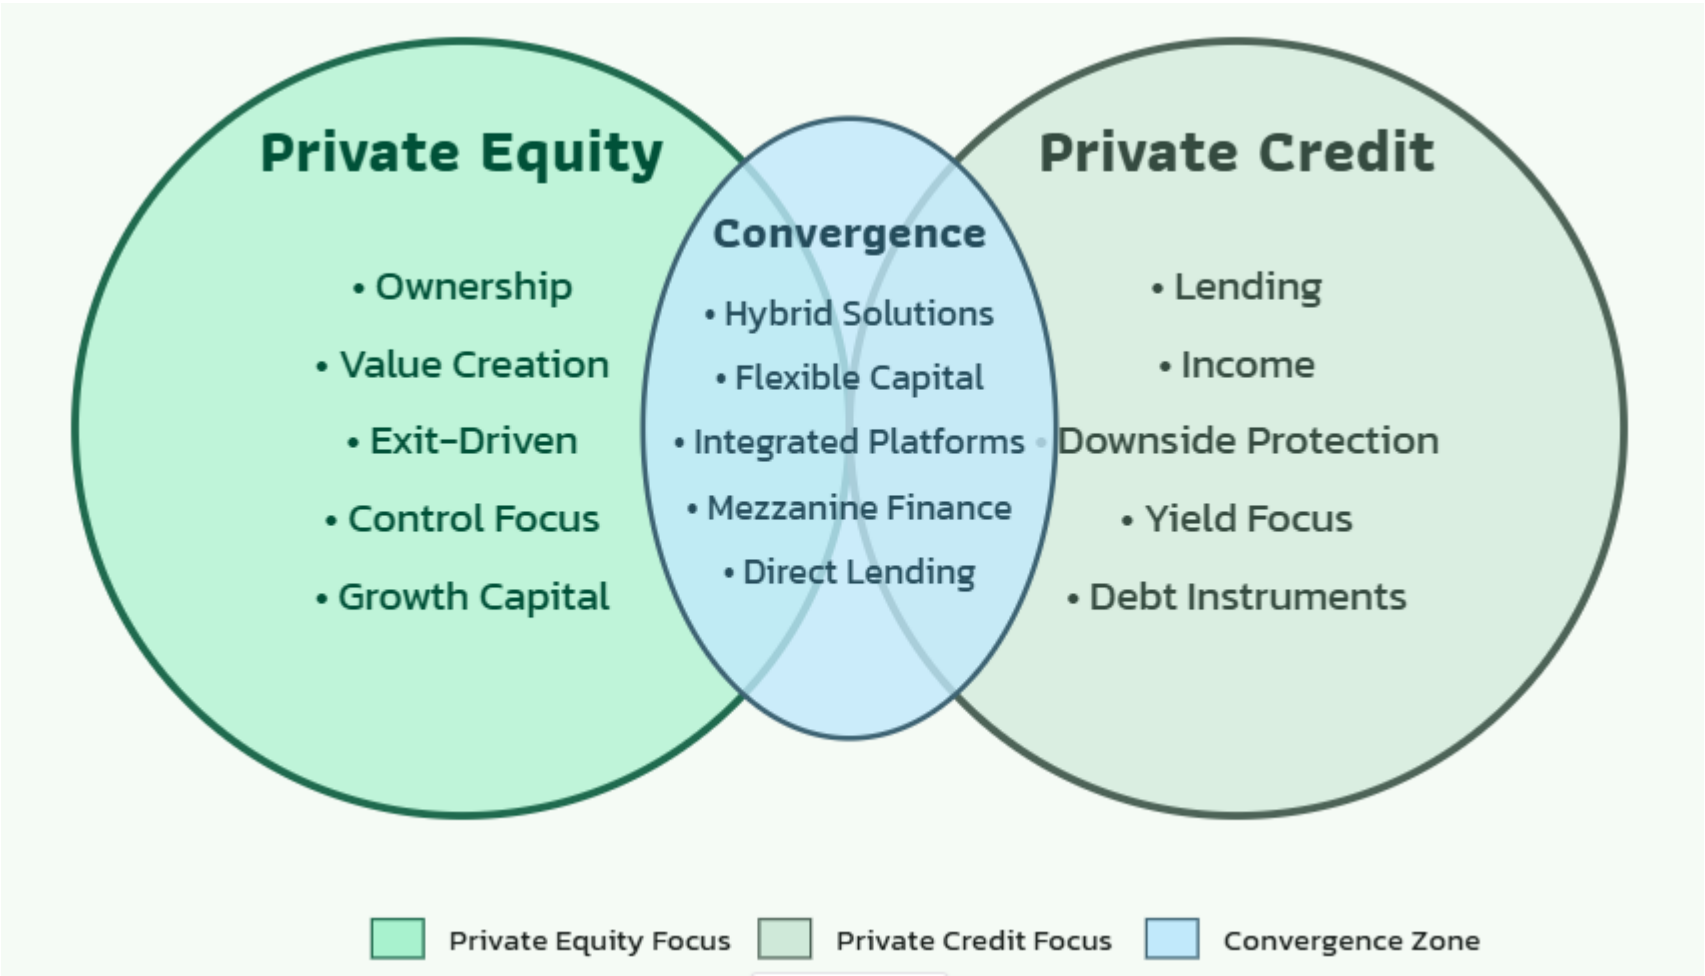 Private Equity
• Ownership
• Value Creation
• Exit-Driven
• Control Focus
• Growth Capital
Convergence
• Hybrid Solutions
• Flexible Capital
• Integrated Platforms
• Mezzanine Finance
• Direct Lending
Private Credit
• Lending
• Income
• Downside Protection
• Yield Focus
• Debt Instruments
Private Equity Focus
Private Credit Focus
Convergence Zone